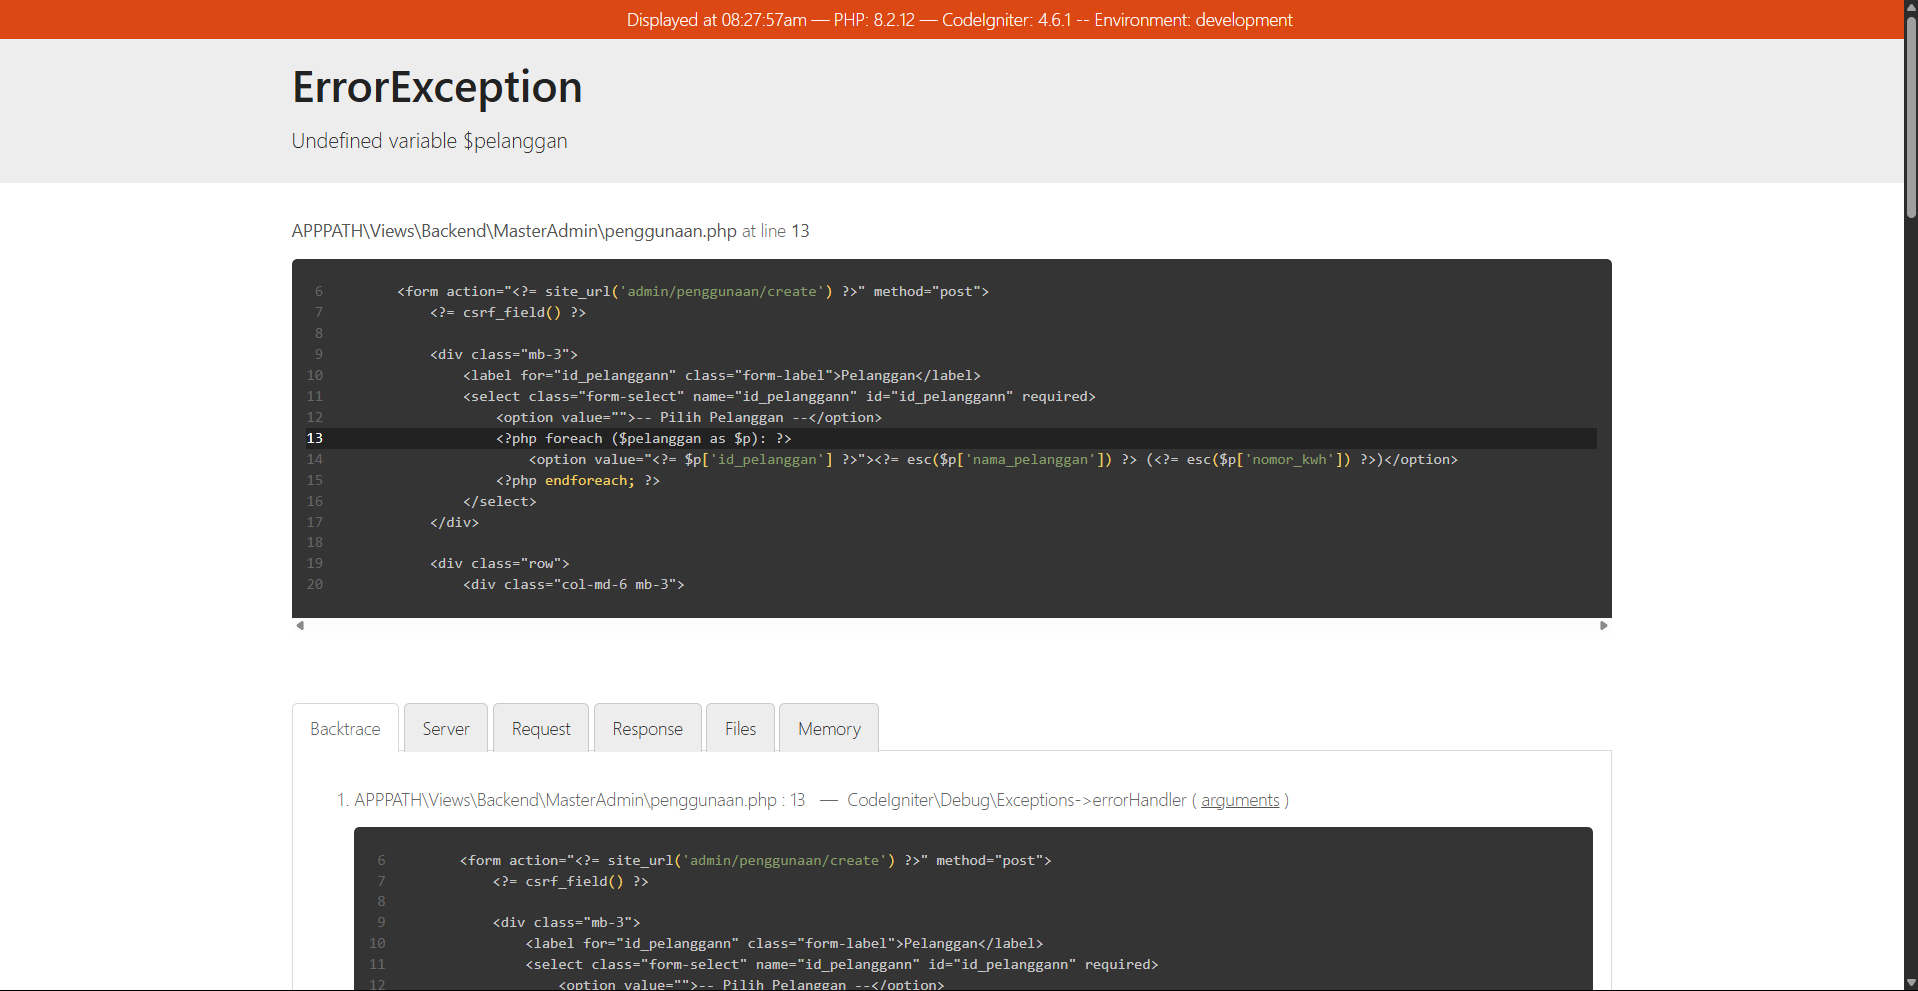 Displayed at 08:27:57am — PHP: 8.2.12 — CodeIgniter: 4.6.1 -- Environment: development
ErrorException
Undefined variable $pelanggan
APPPATH\Views\Backend\MasterAdmin\penggunaan.php at line 13
6 <form action="<?= site_url('admin/penggunaan/create') ?>" method="post">
7 <?= csrf_field() ?>
8
9 <div class="mb-3">
10 <label for="id_pelanggann" class="form-label">Pelanggan</label>
11 <select class="form-select" name="id_pelanggann" id="id_pelanggann" required>
12 <option value="">-- Pilih Pelanggan --</option>
13 <?php foreach ($pelanggan as $p): ?>
14 <option value="<?= $p['id_pelanggan'] ?>"><?= esc($p['nama_pelanggan']) ?> (<?= esc($p['nomor_kwh']) ?>)</option>
15 <?php endforeach; ?>
16 </select>
17 </div>
18
19 <div class="row">
20 <div class="col-md-6 mb-3">
Backtrace Server Request Response Files Memory
1. APPPATH\Views\Backend\MasterAdmin\penggunaan.php : 13 — CodeIgniter\Debug\Exceptions->errorHandler ( arguments )
6 <form action="<?= site_url('admin/penggunaan/create') ?>" method="post">
7 <?= csrf_field() ?>
8
9 <div class="mb-3">
10 <label for="id_pelanggann" class="form-label">Pelanggan</label>
11 <select class="form-select" name="id_pelanggann" id="id_pelanggann" required>
12 <option value="">-- Pilih Pelanggan --</option>